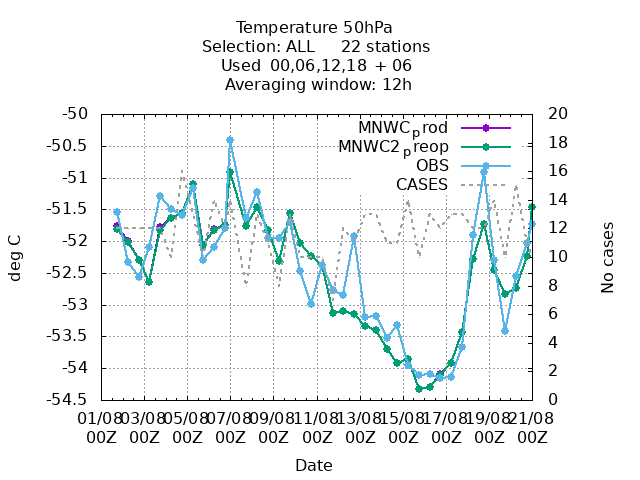 Temperature 50hPa
Selection: ALL 22 stations
Used 00,06,12,18 + 06
Averaging window: 12h
MNWC_prod
MNWC2_preop
OBS
CASES
-50
-50.5
-51
-51.5
-52
-52.5
-53
-53.5
-54
-54.5
deg C
20
18
16
14
12
10
8
6
4
2
0
No cases
01/08 03/08 05/08 07/08 09/08 11/08 13/08 15/08 17/08 19/08 21/08
00Z 00Z 00Z 00Z 00Z 00Z 00Z 00Z 00Z 00Z 00Z
Date